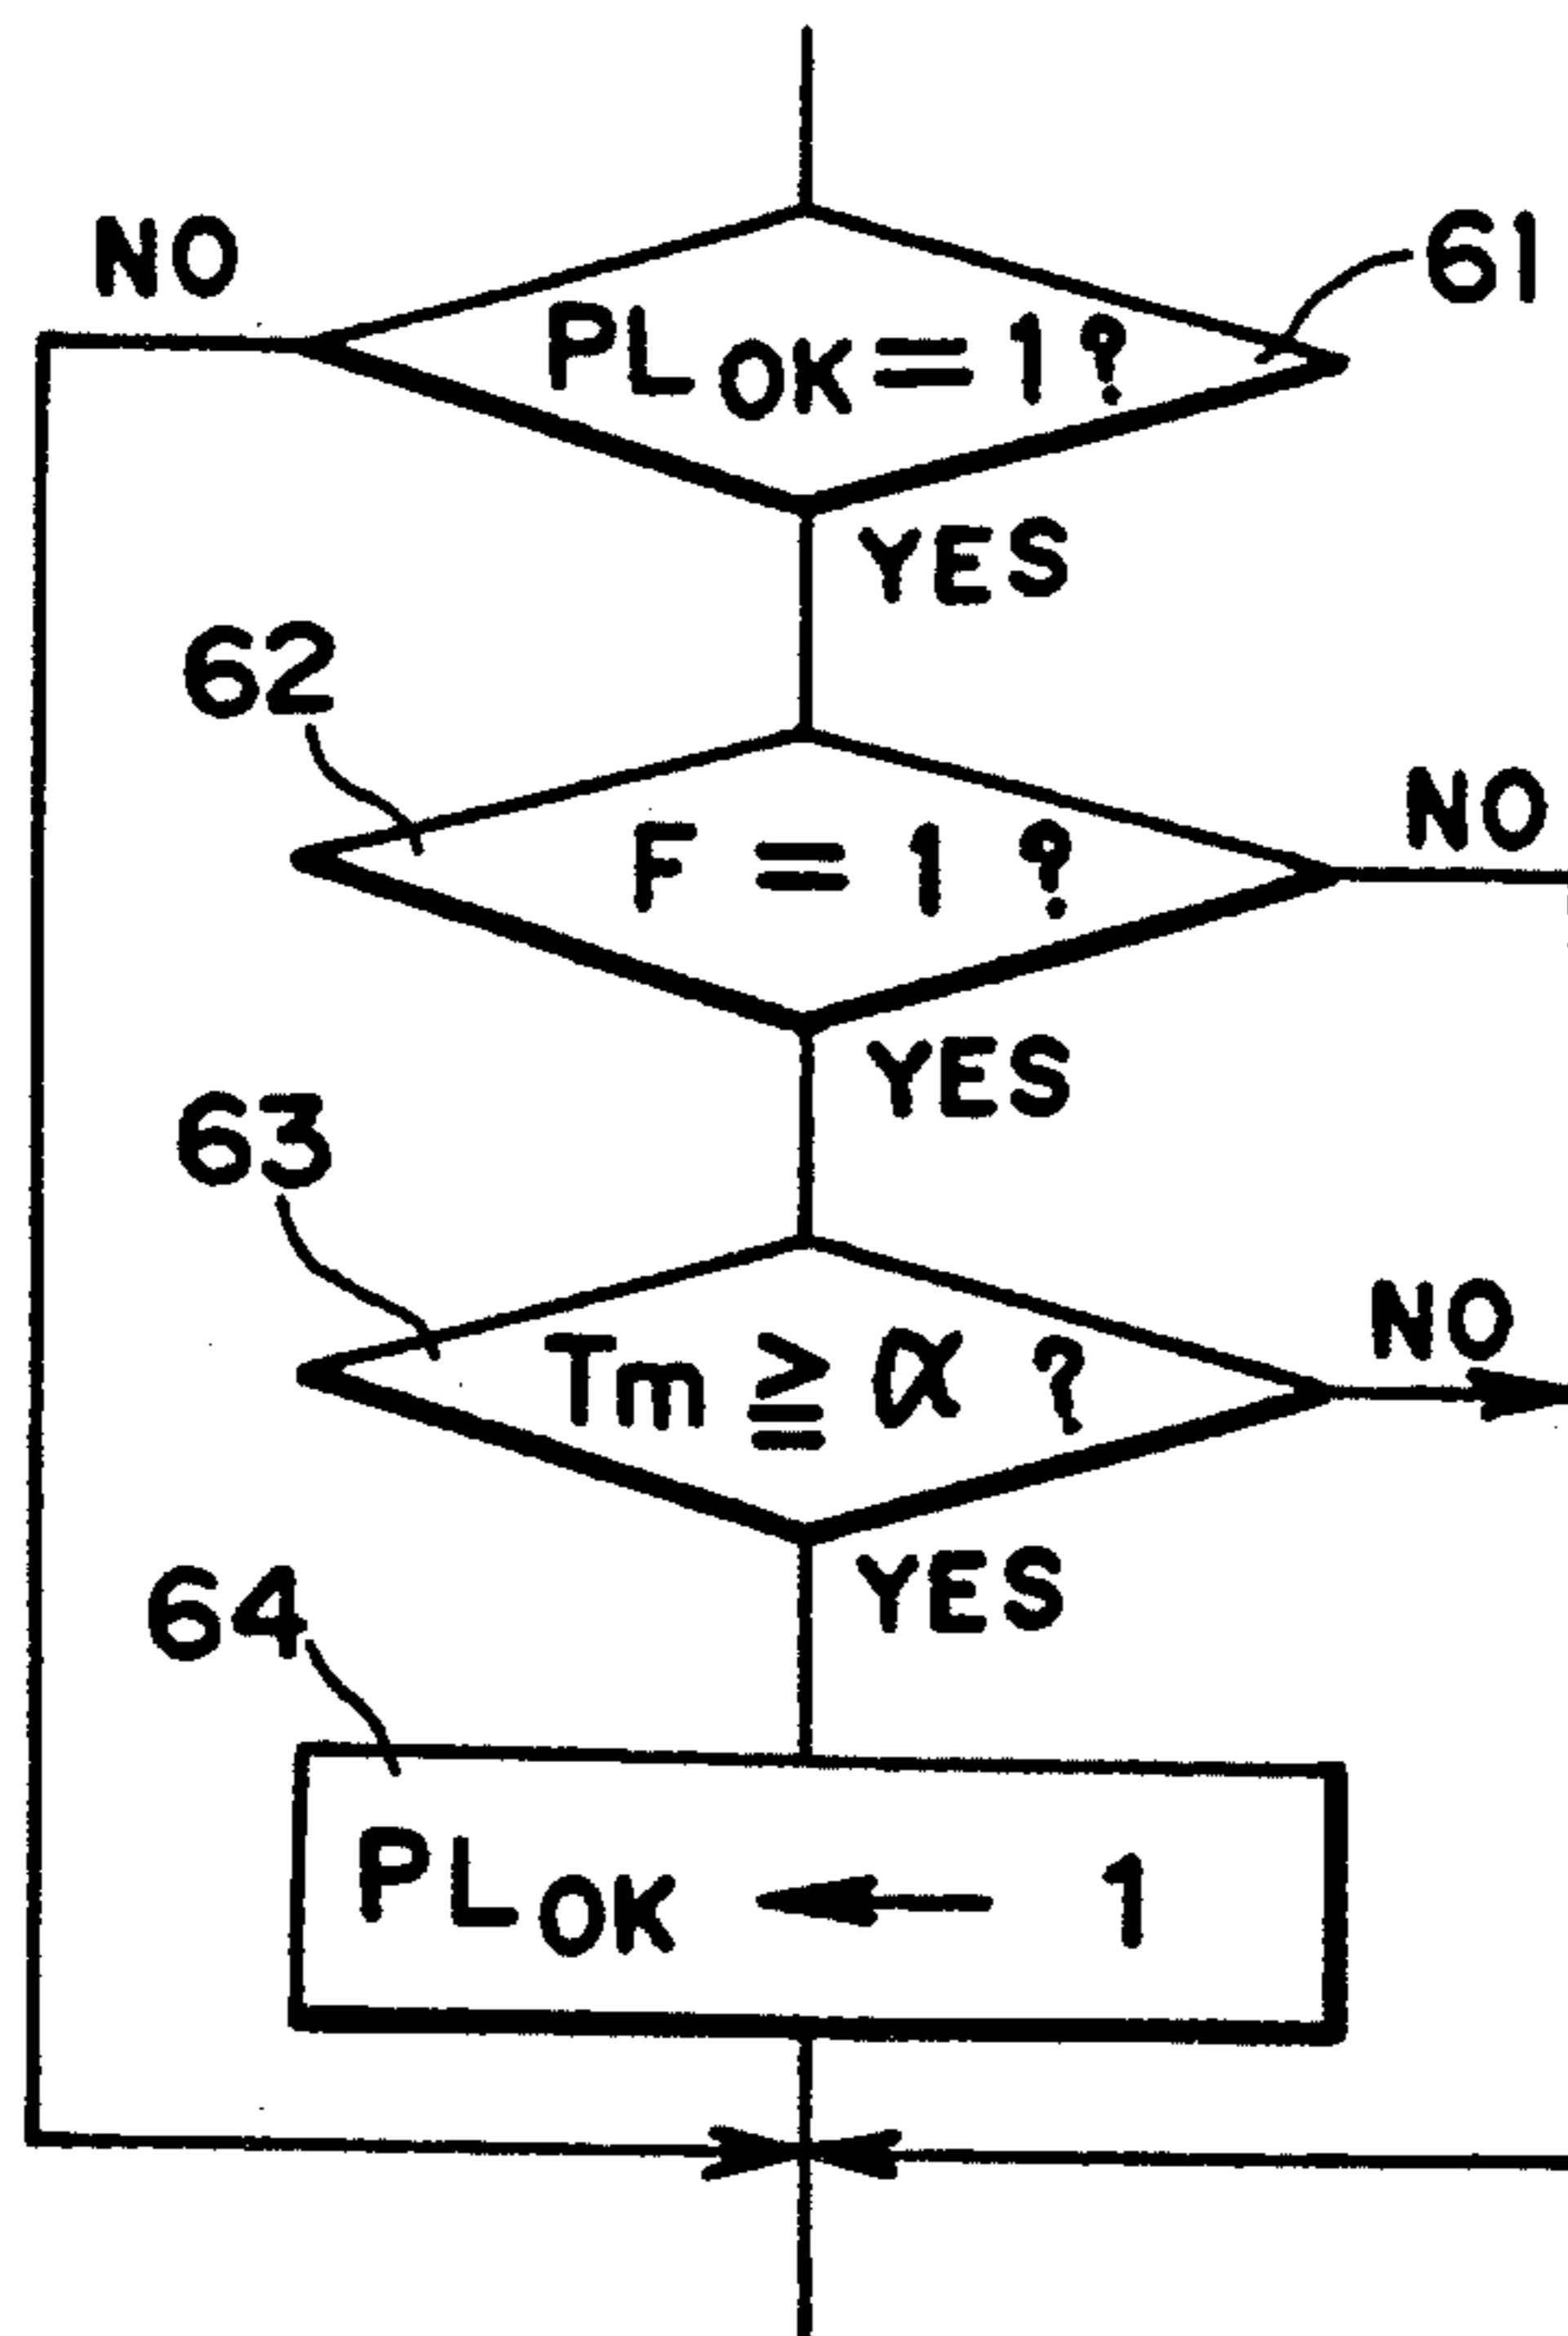 NO
61
PLOK=1?
YES
62
F = 1 ?
NO
YES
63
Tm ≧ α ?
NO
YES
64
PLOK ← 1